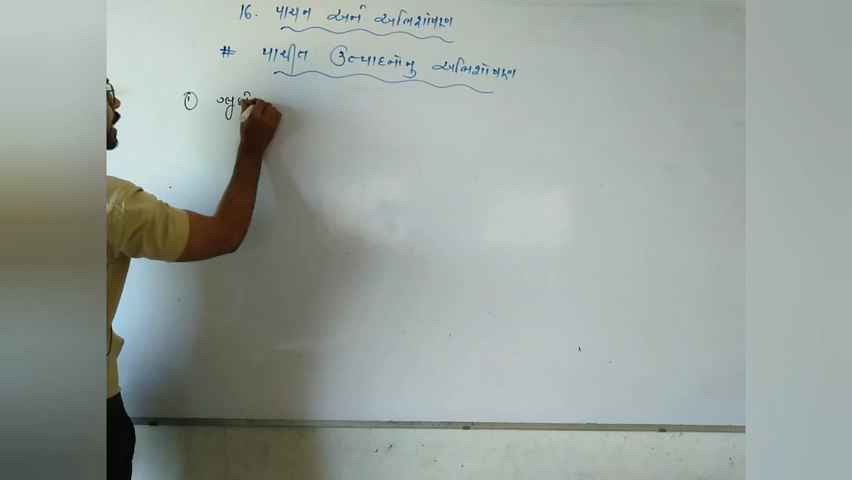 16. પાચન અને અભિશોષણ
# પાચીત ઉત્પાદનોનુ અભિશોષણ
① ગ્લુ